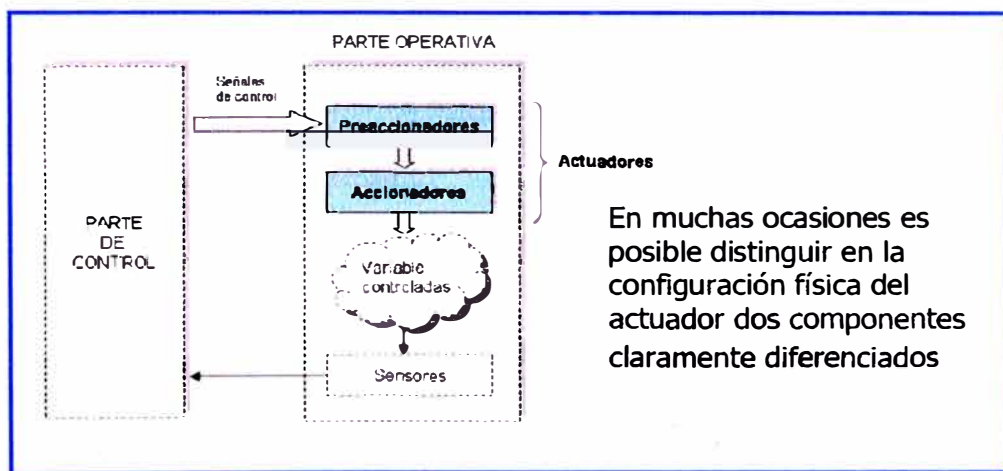 PARTE OPERATIVA
Señales
de control
Preaccionadores
Actuadores
Accionadores
PARTE
DE
CONTROL
Variable
controladas
Sensores
En muchas ocasiones es
posible distinguir en la
configuración física del
actuador dos componentes
claramente diferenciados